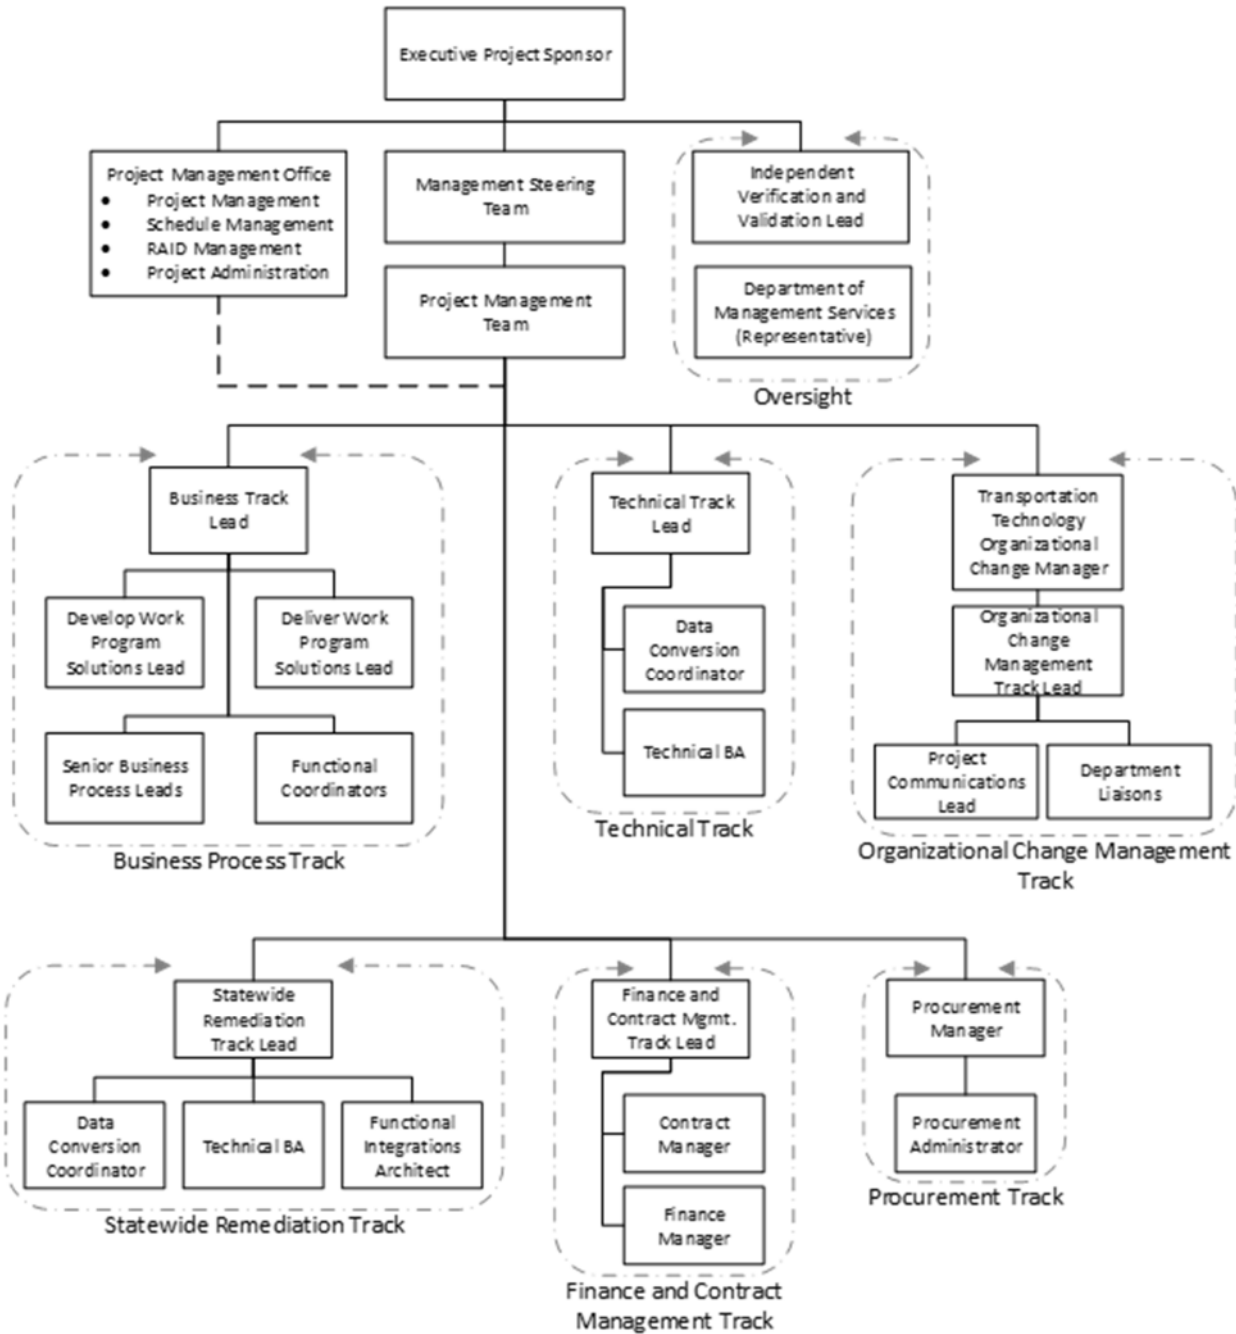 Executive Project Sponsor
Project Management Office
• Project Management
• Schedule Management
• RAID Management
• Project Administration
Management Steering
Team
Project Management
Team
Independent
Verification and
Validation Lead
Department of
Management Services
(Representative)
Oversight
Business Track
Lead
Develop Work
Program
Solutions Lead
Deliver Work
Program
Solutions Lead
Senior Business
Process Leads
Functional
Coordinators
Business Process Track
Technical Track
Lead
Data
Conversion
Coordinator
Technical BA
Technical Track
Transportation
Technology
Organizational
Change Manager
Organizational
Change
Management
Track Lead
Project
Communications
Lead
Department
Liaisons
Organizational Change Management
Track
Statewide
Remediation
Track Lead
Data
Conversion
Coordinator
Technical BA
Functional
Integrations
Architect
Statewide Remediation Track
Finance and
Contract Mgmt.
Track Lead
Contract
Manager
Finance
Manager
Finance and Contract
Management Track
Procurement
Manager
Procurement
Administrator
Procurement Track